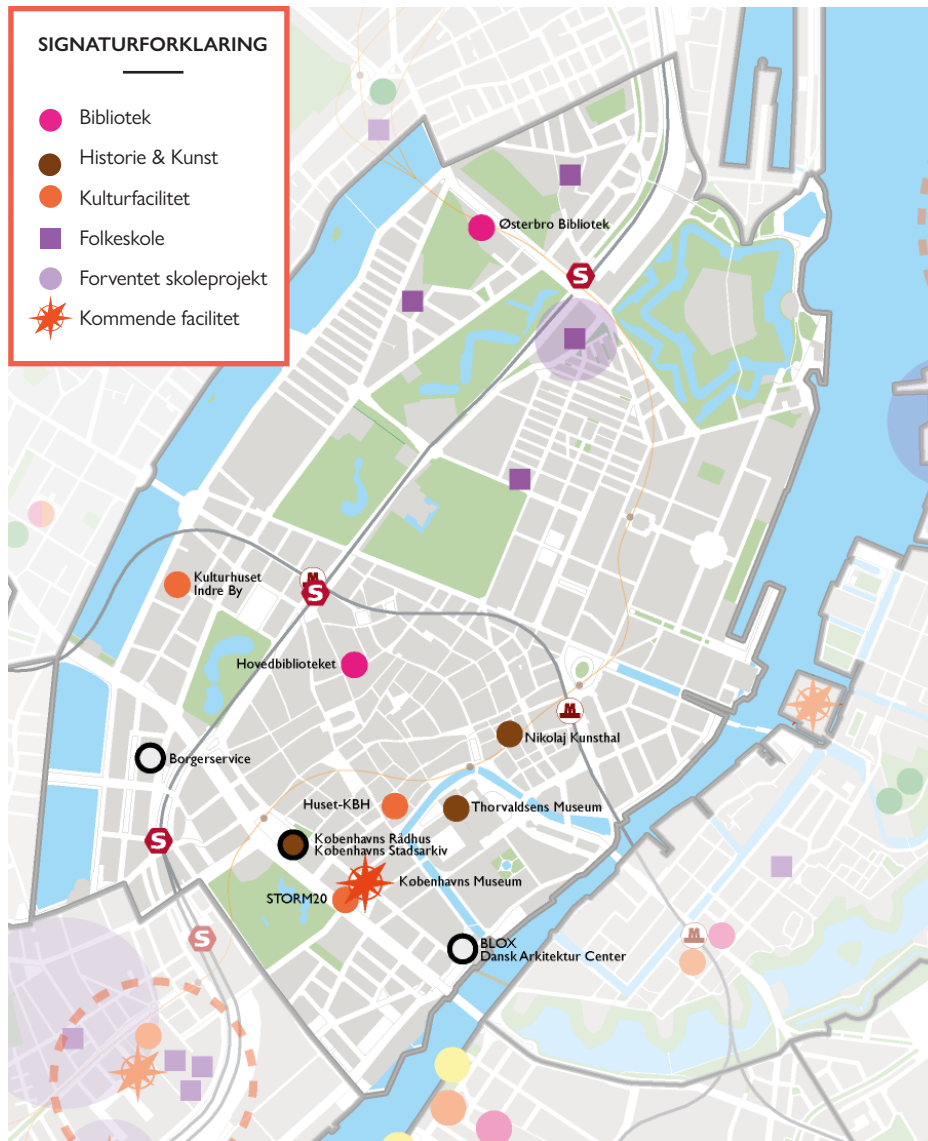 SIGNATURFORKLARING
Bibliotek
Historie & Kunst
Kulturfacilitet
Folkeskole
Forventet skoleprojekt
Kommende facilitet
Østerbro Bibliotek
S
Kulturhuset
Indre By
M
S
Hovedbiblioteket
M
Nikolaj Kunsthal
Borgerservice
Huset-KBH
Thorvaldsens Museum
S
Københavns Rådhus
Københavns Stadsarkiv
Københavns Museum
STORM20
S
M
BLOX
Dansk Arkitektur Center